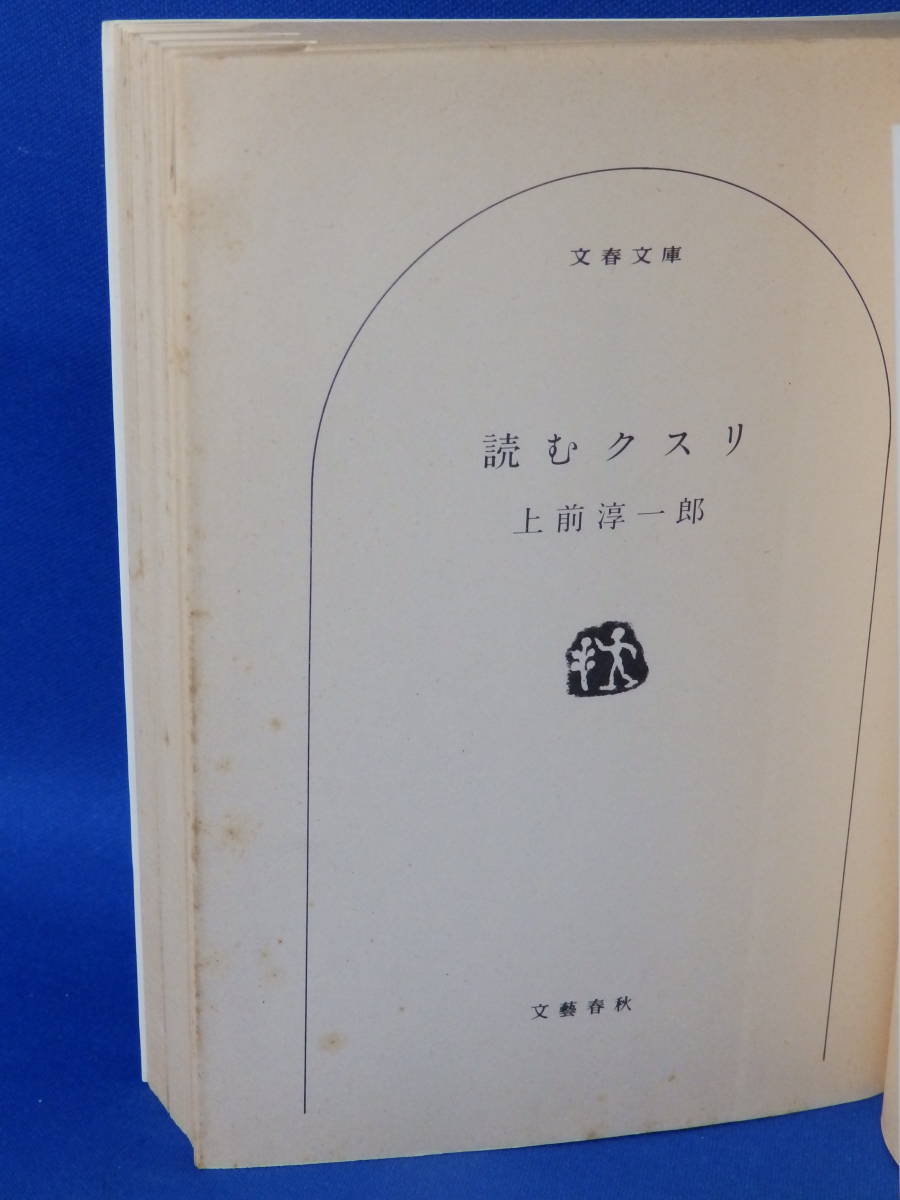 文春文庫
読むクスリ
上前淳一郎
文藝春秋